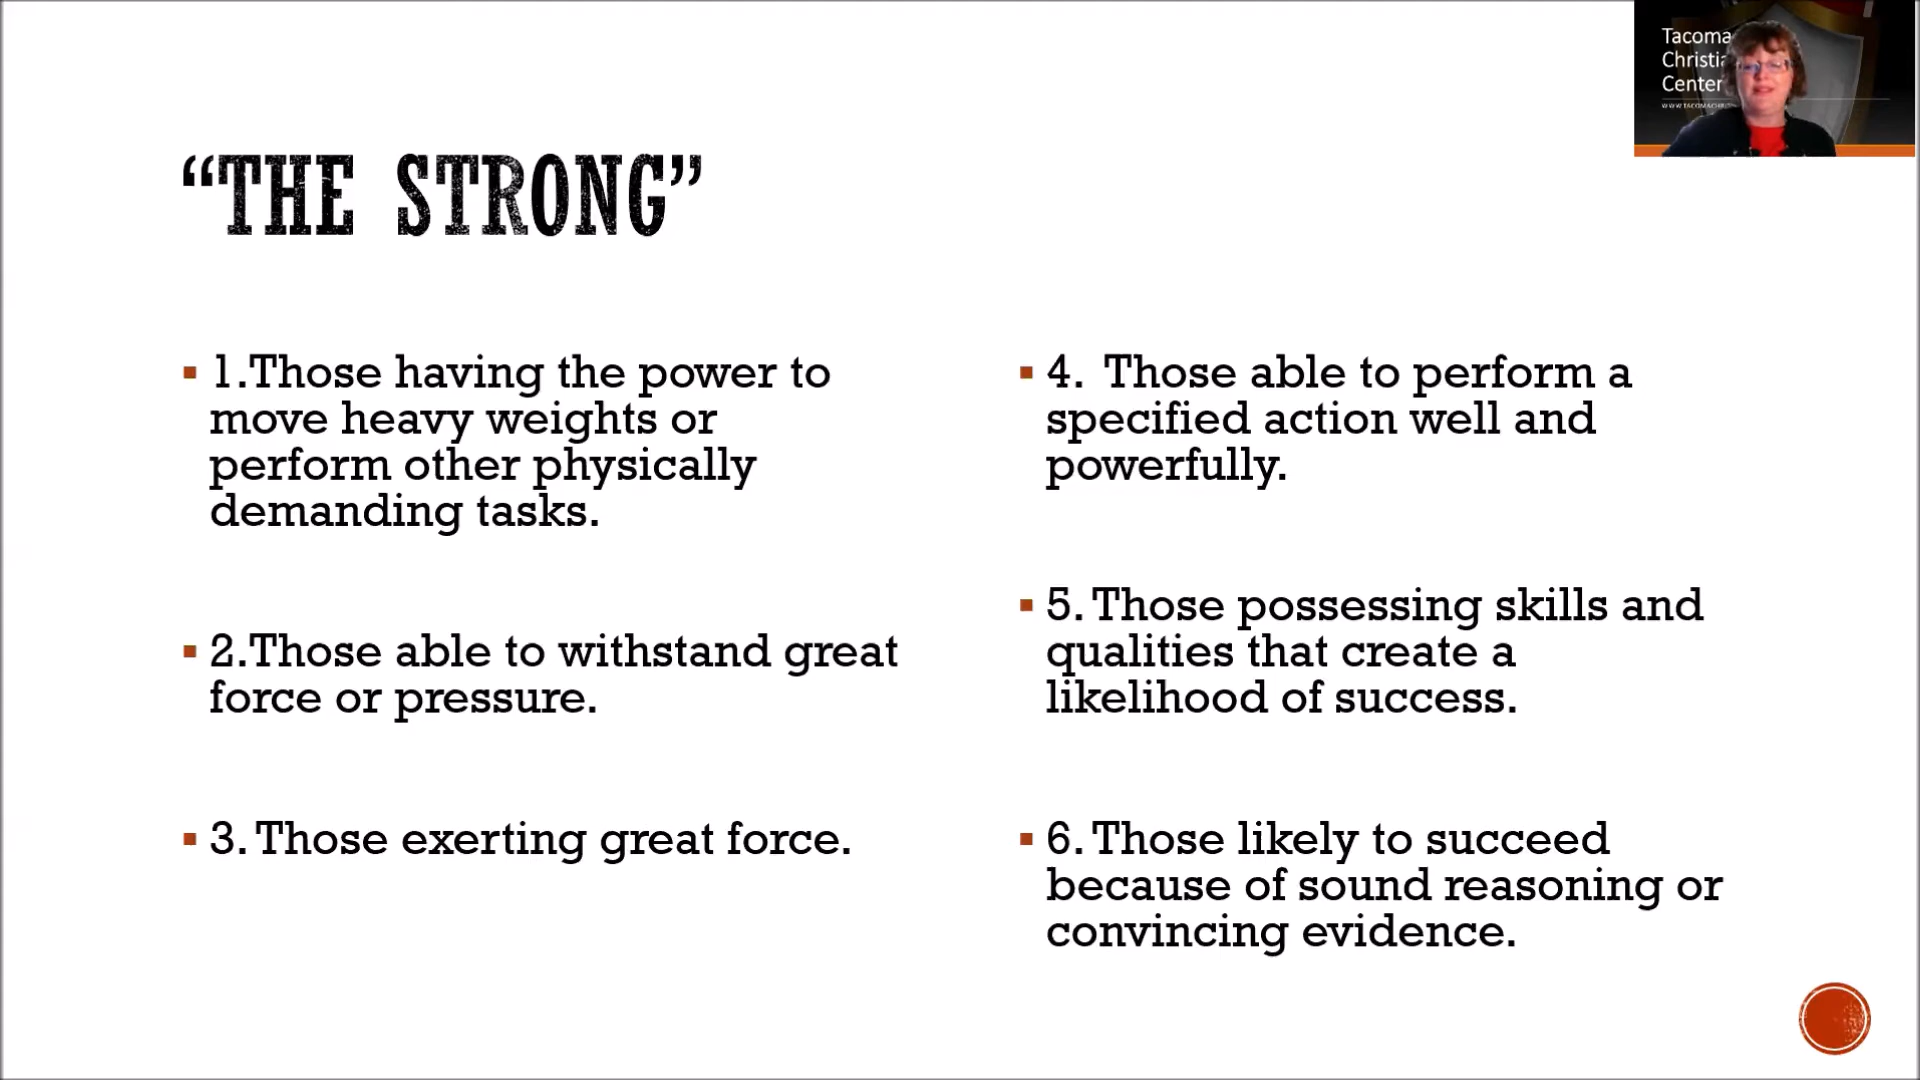 “THE STRONG”
1.Those having the power to
move heavy weights or
perform other physically
demanding tasks.
2.Those able to withstand great
force or pressure.
3. Those exerting great force.
4. Those able to perform a
specified action well and
powerfully.
5. Those possessing skills and
qualities that create a
likelihood of success.
6. Those likely to succeed
because of sound reasoning or
convincing evidence.
Tacoma
Christia
Center